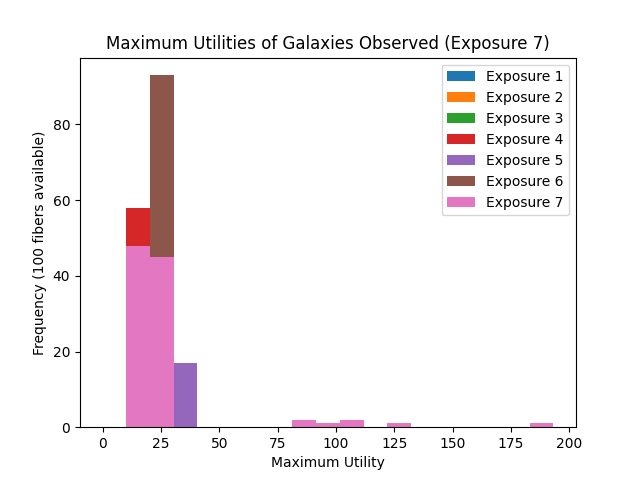 Maximum Utilities of Galaxies Observed (Exposure 7)
Exposure 1
Exposure 2
Exposure 3
Exposure 4
Exposure 5
Exposure 6
Exposure 7
Frequency (100 fibers available)
80
60
40
20
0
0 25 50 75 100 125 150 175 200
Maximum Utility